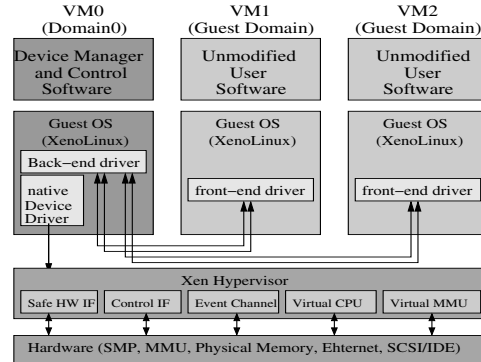 VM0
(Domain0)
VM1
(Guest Domain)
VM2
(Guest Domain)
Device Manager
and Control
Software
Unmodified
User
Software
Unmodified
User
Software
Guest OS
(XenoLinux)
Guest OS
(XenoLinux)
Guest OS
(XenoLinux)
Back-end driver
native
Device
Driver
front-end driver
front-end driver
Xen Hypervisor
Safe HW IF
Control IF
Event Channel
Virtual CPU
Virtual MMU
Hardware (SMP, MMU, Physical Memory, Ehternet, SCSI/IDE)